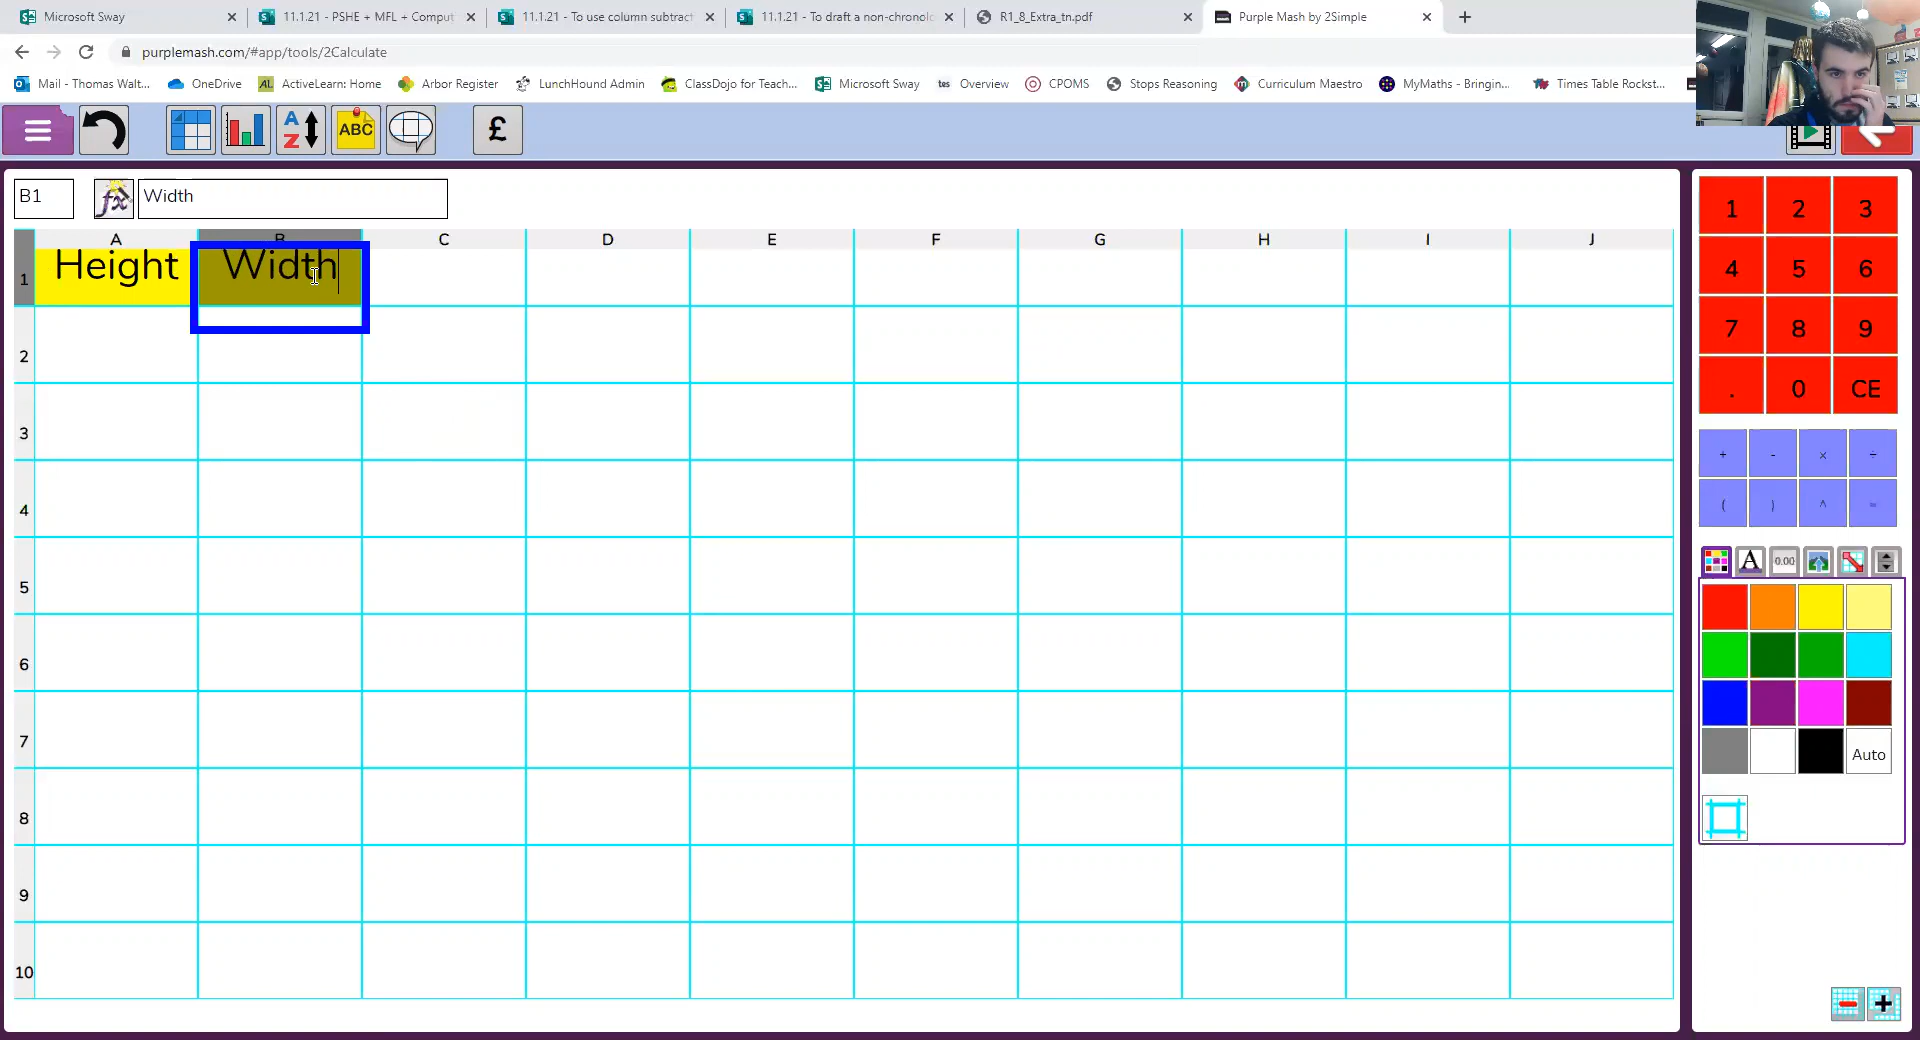 Microsoft Sway
11.1.21 - PSHE + MFL + Comput
11.1.21 - To use column subtract
11.1.21 - To draft a non-chronolo
R1_8_Extra_tn.pdf
Purple Mash by 2Simple
purplemash.com/#app/tools/2Calculate
Mail - Thomas Walt...
OneDrive
AL ActiveLearn: Home
Arbor Register
LunchHound Admin
ClassDojo for Teach...
Microsoft Sway
tes Overview
CPOMS
Stops Reasoning
Curriculum Maestro
MyMaths - Bringin...
Times Table Rockst...
A Z
ABC
£
B1
fx
Width
A B C D E F G H I J
1 Height Width
2
3
4
5
6
7
8
9
10
1 2 3
4 5 6
7 8 9
. 0 CE
+ - × ÷
( ) ^ =
A 0.00
Auto